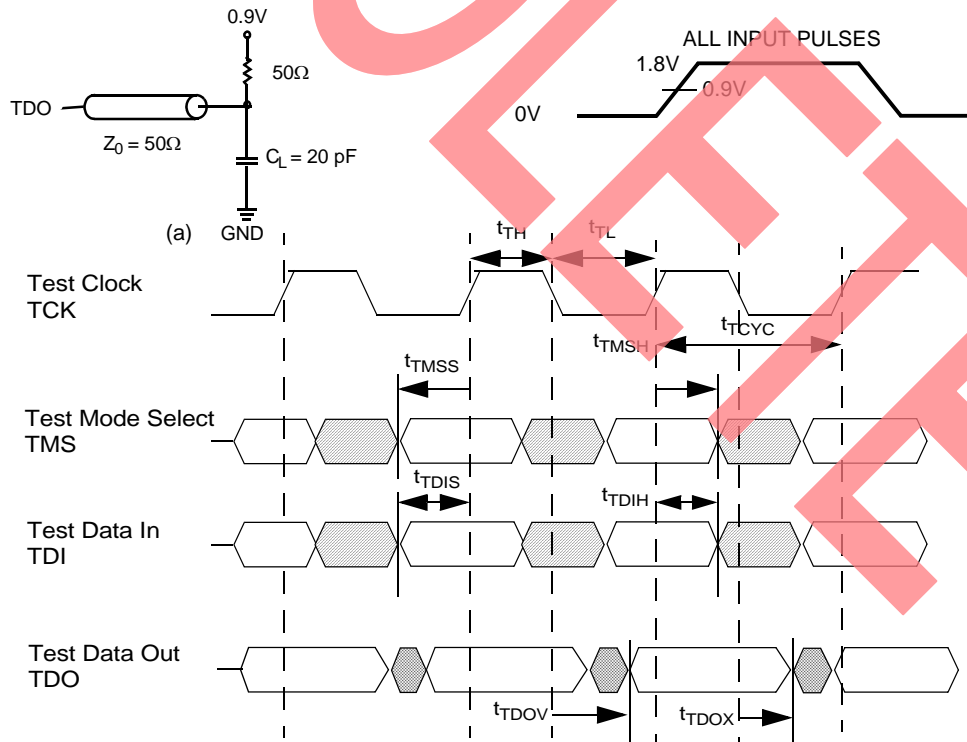 0.9V
ALL INPUT PULSES
50Ω
1.8V
0.9V
TDO
0V
Z0 = 50Ω
CL = 20 pF
(a)
GND
tTH
tTL
Test Clock
TCK
tTCYC
tTMSH
tTMSS
Test Mode Select
TMS
tTDIS
tTDIH
Test Data In
TDI
Test Data Out
TDO
tTDOV
tTDOX